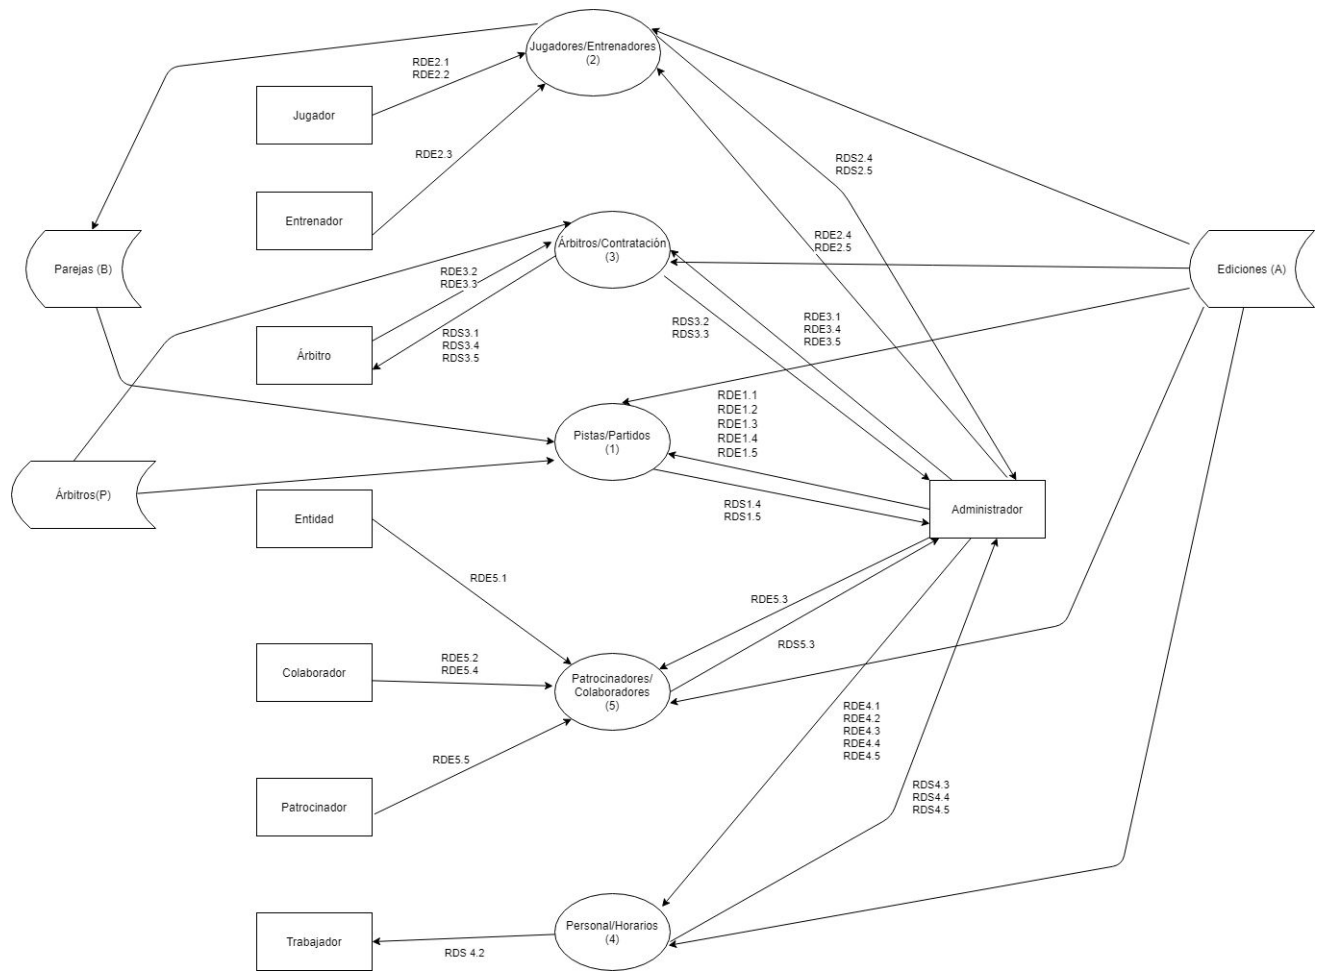 Jugadores/Entrenadores
(2)
RDE2.1
RDE2.2
Jugador
RDE2.3
RDS2.4
RDS2.5
Entrenador
RDE2.4
RDE2.5
Árbitros/Contratación
(3)
Parejas (B)
Ediciones (A)
RDE3.2
RDE3.3
RDS3.1
RDS3.4
RDS3.5
RDS3.2
RDS3.3
RDE3.1
RDE3.4
RDE3.5
Árbitro
RDE1.1
RDE1.2
RDE1.3
RDE1.4
RDE1.5
Pistas/Partidos
(1)
Árbitros(P)
RDS1.4
RDS1.5
Administrador
Entidad
RDE5.1
RDE5.3
RDS5.3
Colaborador
RDE5.2
RDE5.4
Patrocinadores/
Colaboradores
(5)
RDE4.1
RDE4.2
RDE4.3
RDE4.4
RDE4.5
RDE5.5
Patrocinador
RDS4.3
RDS4.4
RDS4.5
Personal/Horarios
(4)
Trabajador
RDS 4.2